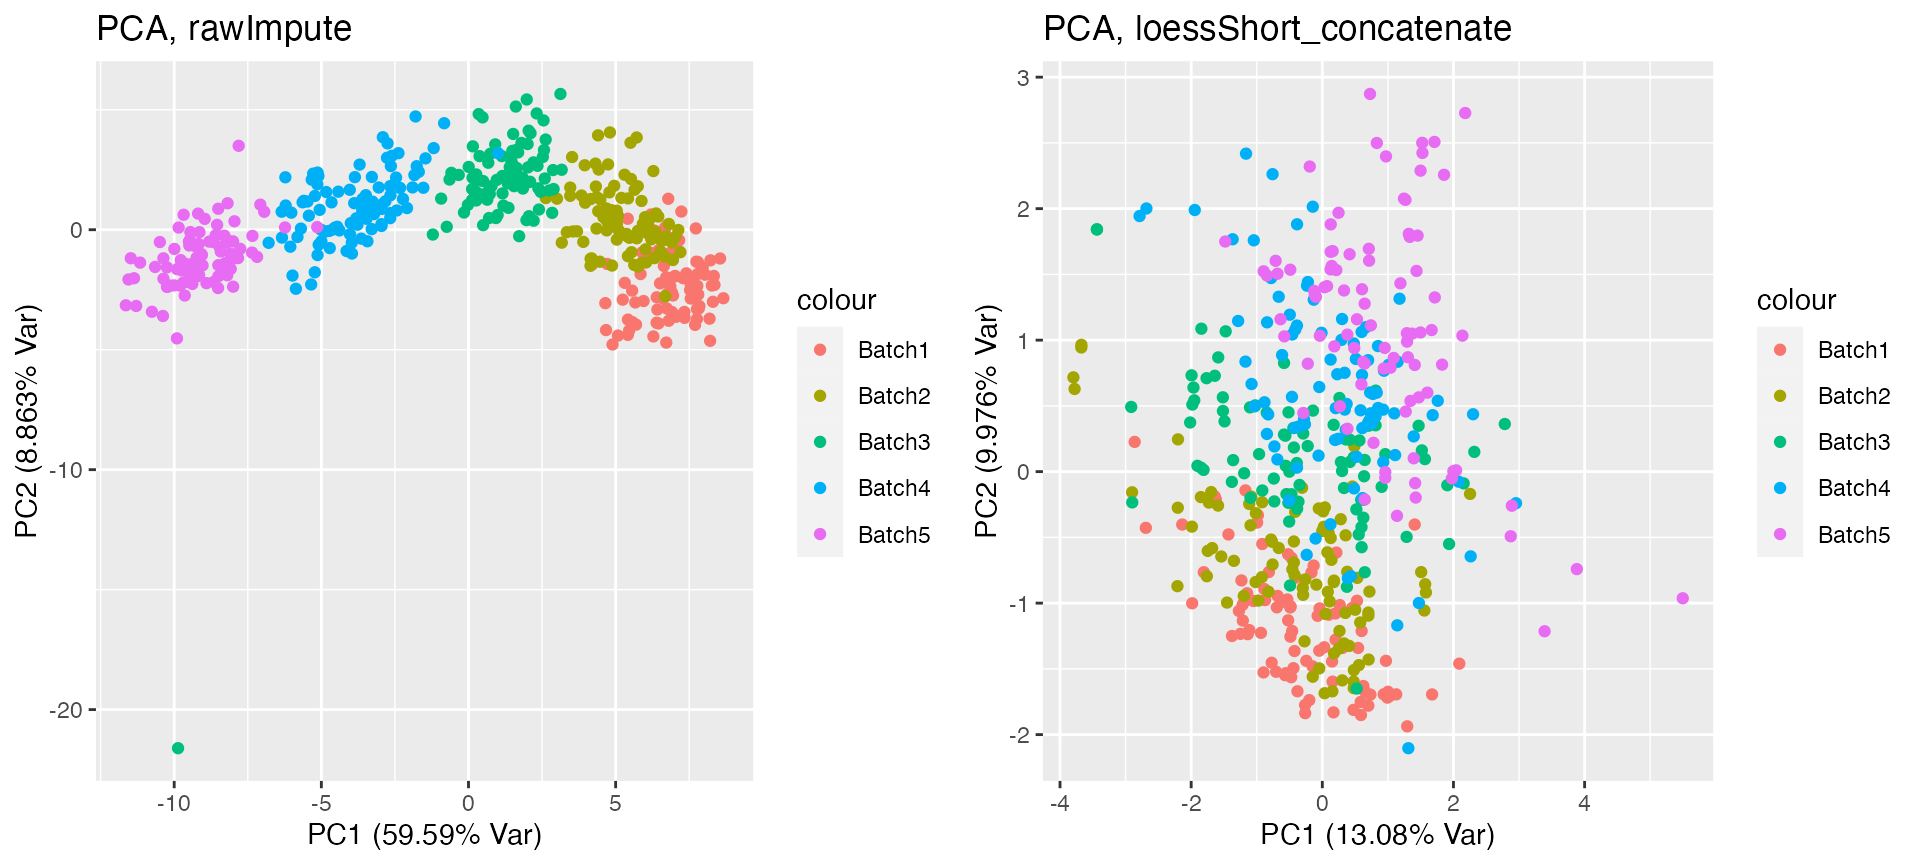 PCA, rawImpute
0
-10
-20
PC2 (8.863% Var)
-10 -5 0 5
PC1 (59.59% Var)
colour
Batch1
Batch2
Batch3
Batch4
Batch5
PCA, loessShort_concatenate
3
2
1
0
-1
-2
PC2 (9.976% Var)
-4 -2 0 2 4
PC1 (13.08% Var)
colour
Batch1
Batch2
Batch3
Batch4
Batch5